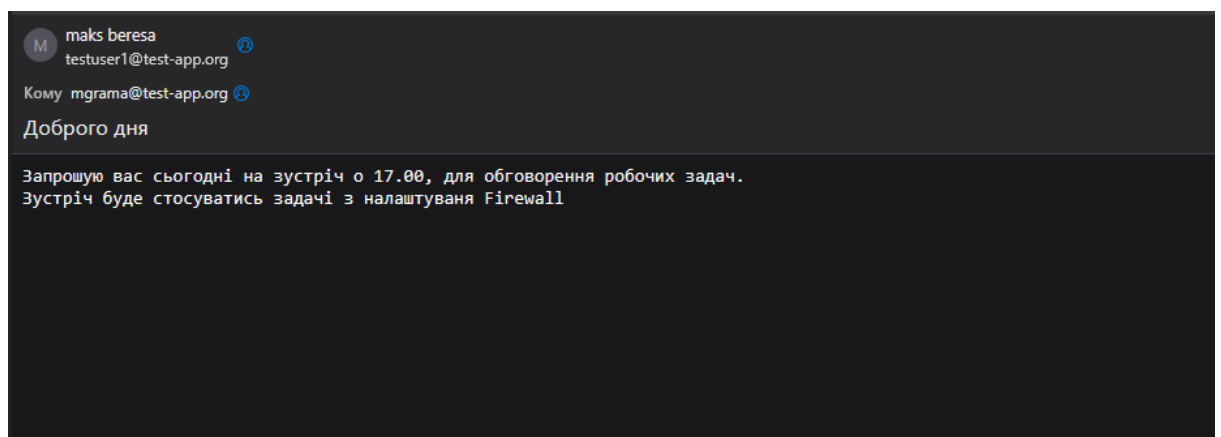 M
maks beresa
testuser1@test-app.org
Кому mgrama@test-app.org
Доброго дня
Запрошую вас сьогодні на зустріч о 17.00, для обговорення робочих задач.
Зустріч буде стосуватись задачі з налаштуваня Firewall